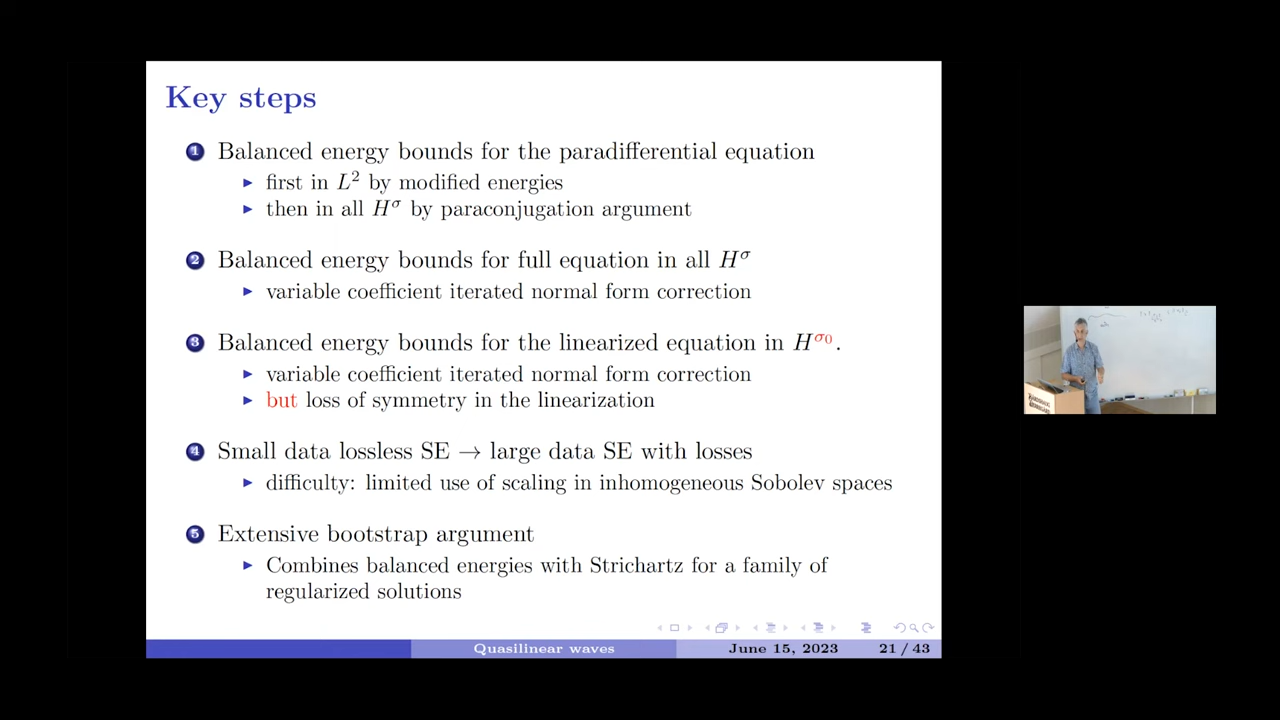 Key steps
1 Balanced energy bounds for the paradifferential equation
▶ first in L² by modified energies
▶ then in all H^σ by paraconjugation argument
2 Balanced energy bounds for full equation in all H^σ
▶ variable coefficient iterated normal form correction
3 Balanced energy bounds for the linearized equation in H^σ₀.
▶ variable coefficient iterated normal form correction
▶ but loss of symmetry in the linearization
4 Small data lossless SE → large data SE with losses
▶ difficulty: limited use of scaling in inhomogeneous Sobolev spaces
5 Extensive bootstrap argument
▶ Combines balanced energies with Strichartz for a family of
regularized solutions
Quasilinear waves June 15, 2023 21 / 43